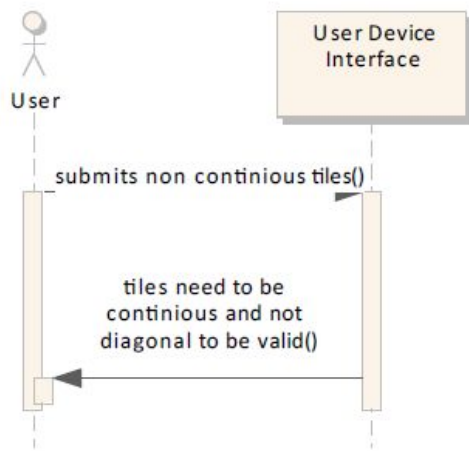 User Device
Interface
User
submits non continious tiles()
tiles need to be
continious and not
diagonal to be valid()